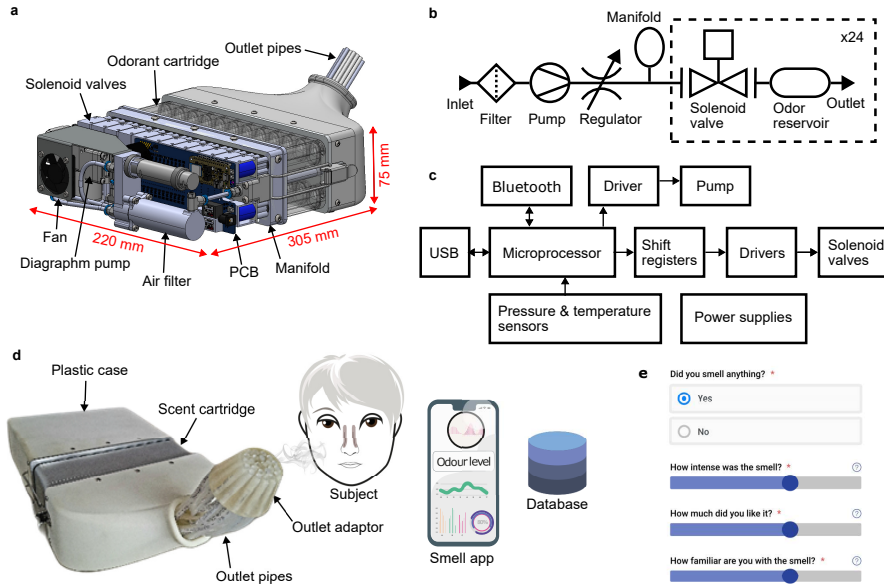 a
Outlet pipes
Odorant cartridge
Solenoid valves
75 mm
Fan
220 mm
305 mm
Diagraphm pump
Air filter
PCB
Manifold
b
Manifold
x24
Inlet
Filter
Pump
Regulator
Solenoid
valve
Odor
reservoir
Outlet
c
Bluetooth
Driver
Pump
USB
Microprocessor
Shift
registers
Drivers
Solenoid
valves
Pressure & temperature
sensors
Power supplies
d
Plastic case
Scent cartridge
Subject
Outlet adaptor
Outlet pipes
Odour level
Smell app
Database
e
Did you smell anything? *
Yes
No
How intense was the smell? *
?
How much did you like it? *
?
How familiar are you with the smell? *
?